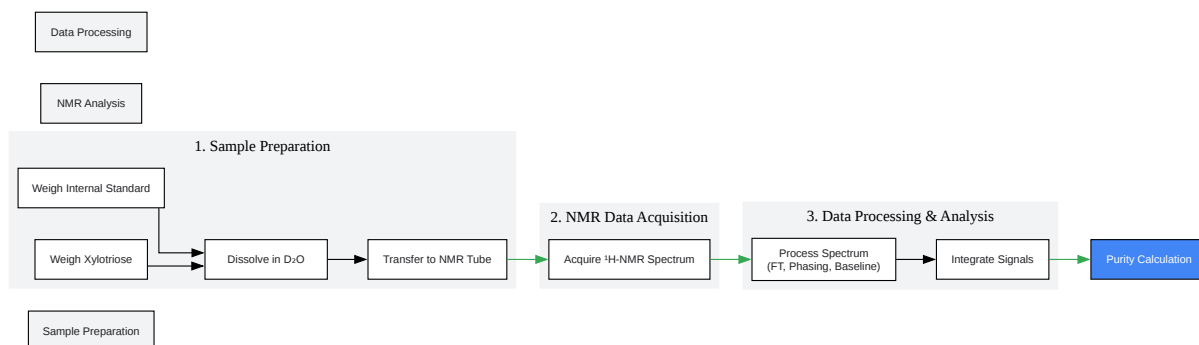 Data Processing
NMR Analysis
1. Sample Preparation
Weigh Internal Standard
Weigh Xylotriose
Dissolve in D₂O
Transfer to NMR Tube
2. NMR Data Acquisition
Acquire ¹H-NMR Spectrum
3. Data Processing & Analysis
Process Spectrum
(FT, Phasing, Baseline)
Integrate Signals
Purity Calculation
Sample Preparation